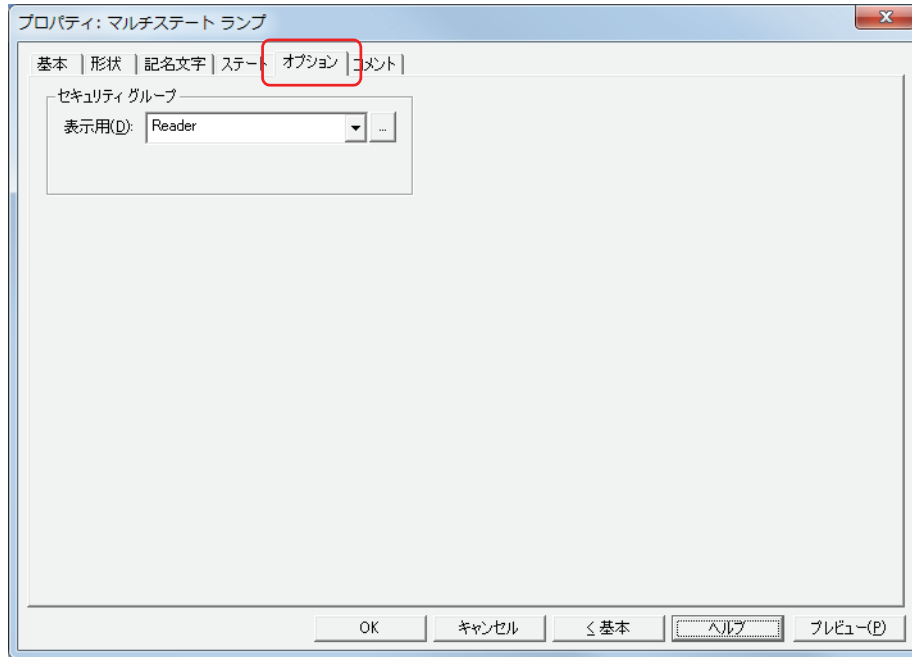 プロパティ: マルチステート ランプ
基本 形状 記名文字 ステート オプション コメント
セキュリティ グループ
表示用(D): Reader ...
OK キャンセル ≤ 基本 ヘルプ プレビュー(P)